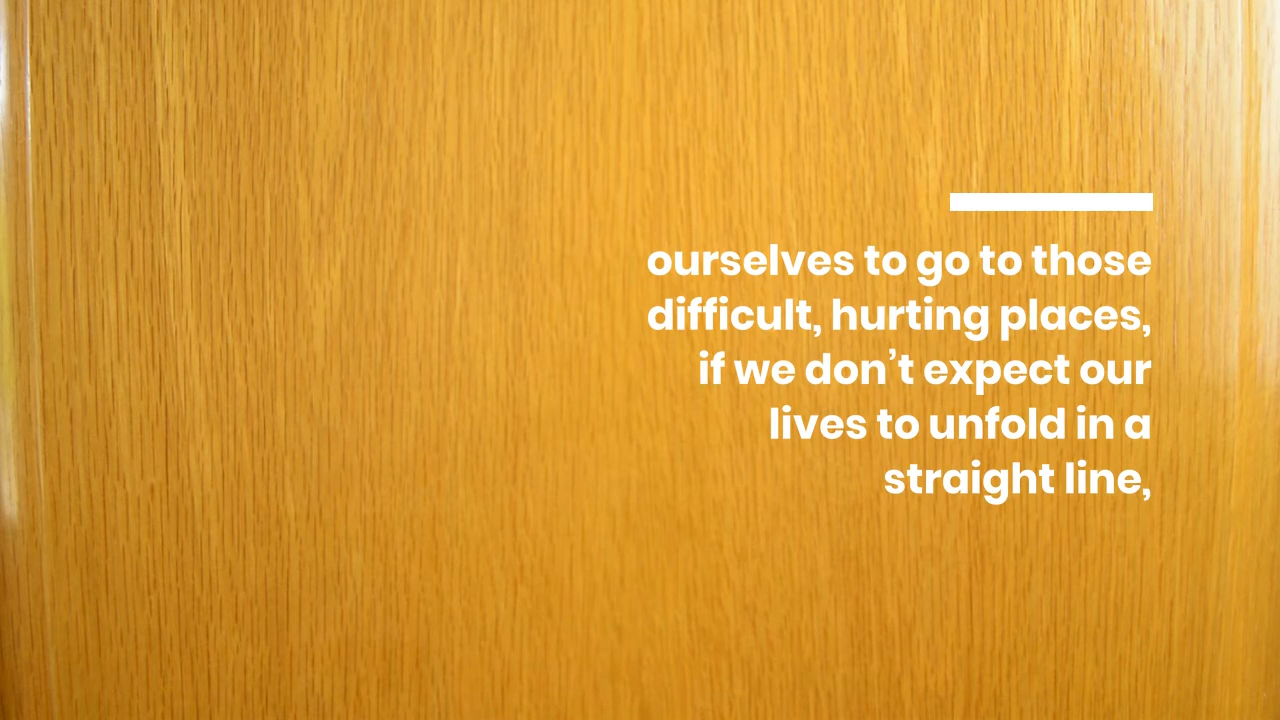 ourselves to go to those
difficult, hurting places,
if we don’t expect our
lives to unfold in a
straight line,